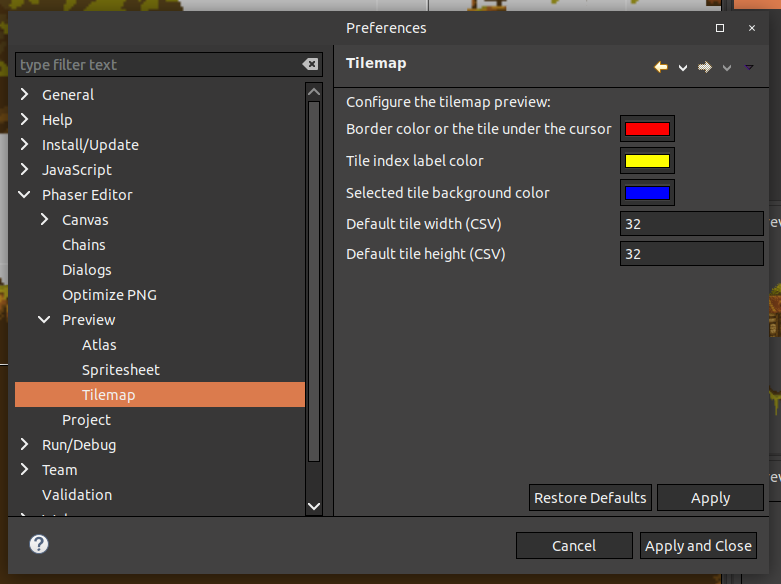 Preferences
type filter text
General
Help
Install/Update
JavaScript
Phaser Editor
Canvas
Chains
Dialogs
Optimize PNG
Preview
Atlas
Spritesheet
Tilemap
Project
Run/Debug
Team
Validation
Tilemap
Configure the tilemap preview:
Border color or the tile under the cursor
Tile index label color
Selected tile background color
Default tile width (CSV) 32
Default tile height (CSV) 32
Restore Defaults Apply
Cancel Apply and Close